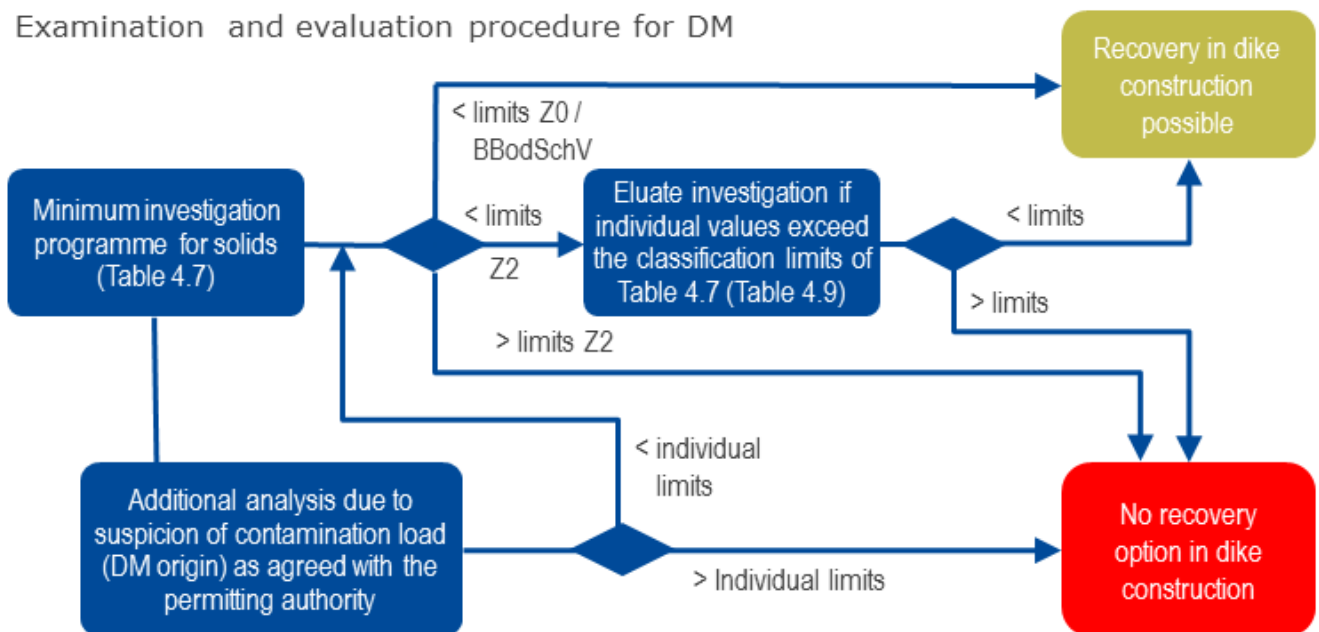 Examination and evaluation procedure for DM
Recovery in dike
construction
possible
< limits Z0 /
BBodSchV
Minimum investigation
programme for solids
(Table 4.7)
< limits
Z2
Eluate investigation if
individual values exceed
the classification limits of
Table 4.7 (Table 4.9)
< limits
> limits
> limits Z2
< individual
limits
Additional analysis due to
suspicion of contamination load
(DM origin) as agreed with the
permitting authority
> Individual limits
No recovery
option in dike
construction